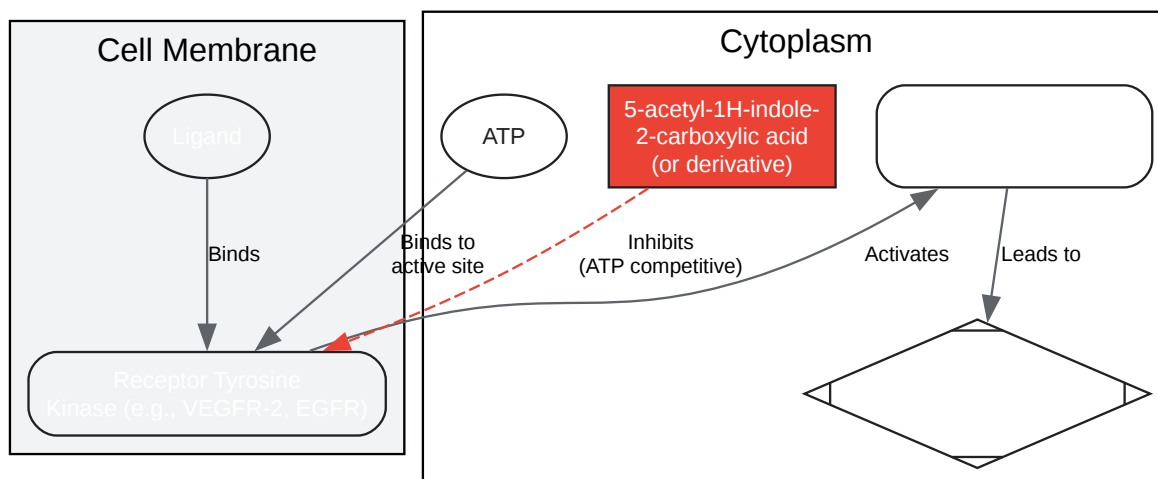 Cell Membrane
Cytoplasm
Ligand
ATP
5-acetyl-1H-indole-
2-carboxylic acid
(or derivative)
Binds
Binds to
active site
Inhibits
(ATP competitive)
Activates
Leads to
Receptor Tyrosine
Kinase (e.g., VEGFR-2, EGFR)